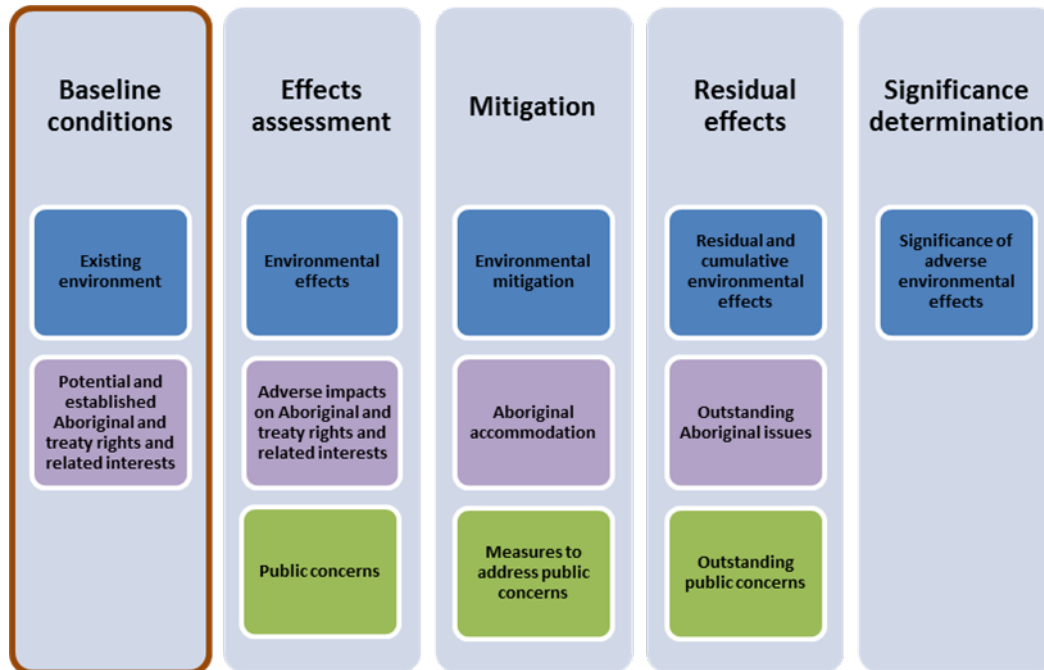 Baseline
conditions
Existing
environment
Potential and
established
Aboriginal and
treaty rights and
related interests
Effects
assessment
Environmental
effects
Adverse impacts
on Aboriginal and
treaty rights and
related interests
Public concerns
Mitigation
Environmental
mitigation
Aboriginal
accommodation
Measures to
address public
concerns
Residual
effects
Residual and
cumulative
environmental
effects
Outstanding
Aboriginal issues
Outstanding
public concerns
Significance
determination
Significance of
adverse
environmental
effects